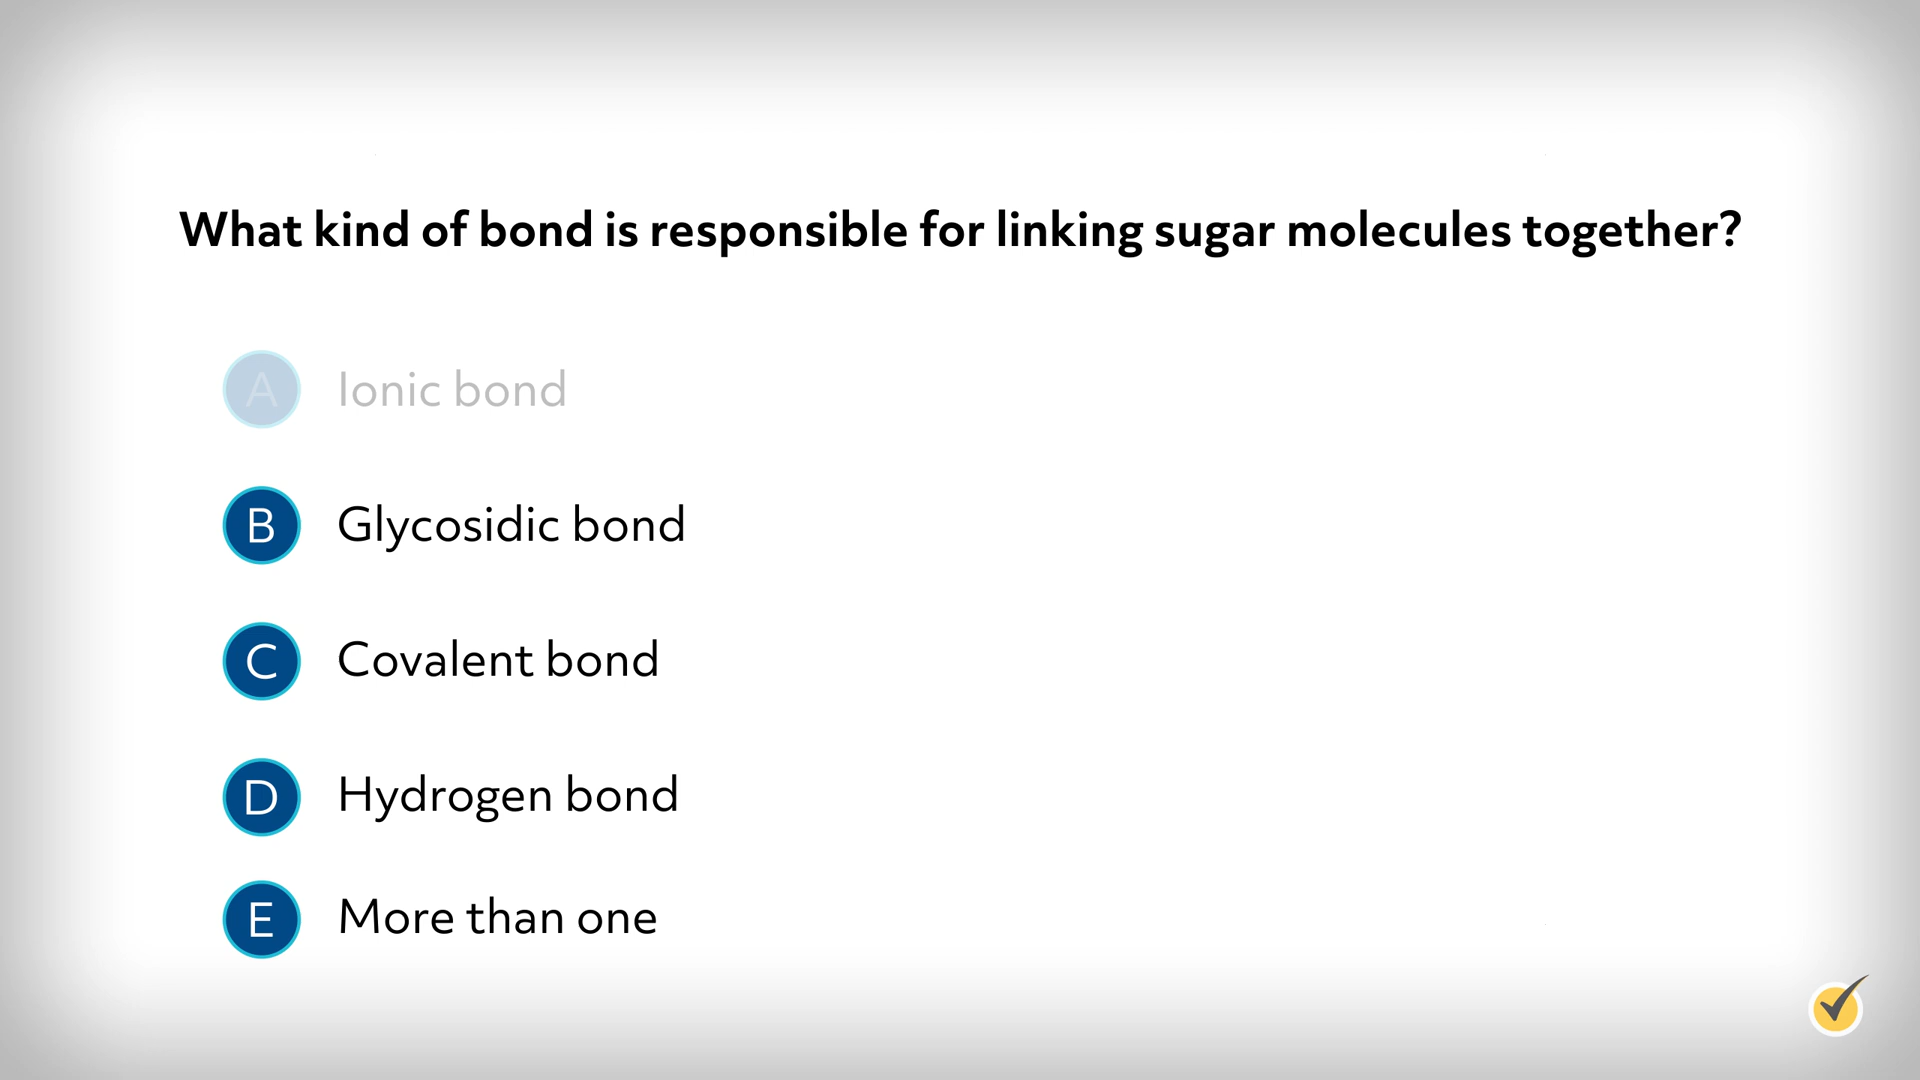 What kind of bond is responsible for linking sugar molecules together?
A Ionic bond
B Glycosidic bond
C Covalent bond
D Hydrogen bond
E More than one